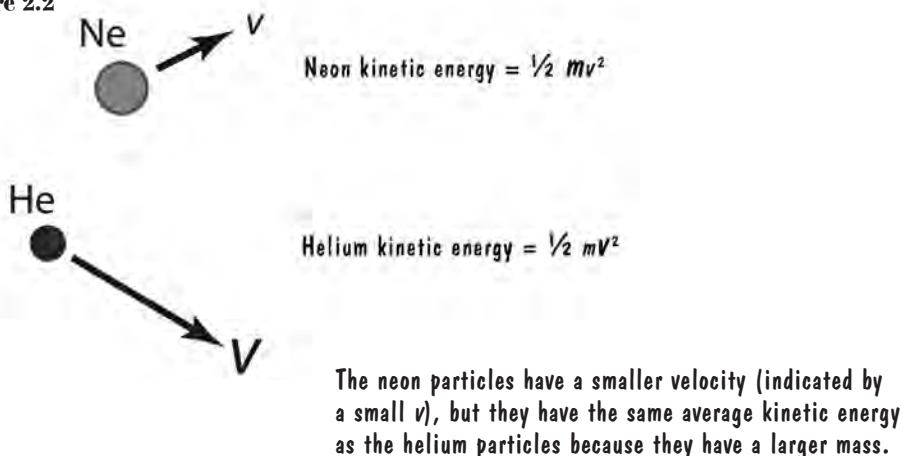 re 2.2
Ne
v
Neon kinetic energy = ½ mv²
He
Helium kinetic energy = ½ mV²
V
The neon particles have a smaller velocity (indicated by
a small v), but they have the same average kinetic energy
as the helium particles because they have a larger mass.